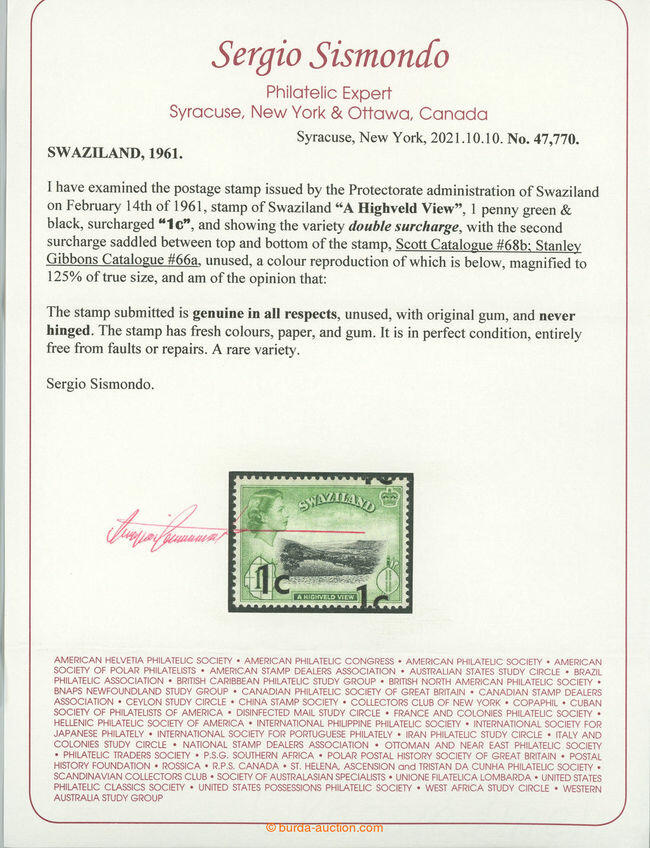 Sergio Sismondo
Philatelic Expert
Syracuse, New York & Ottawa, Canada
Syracuse, New York, 2021.10.10. No. 47,770.
SWAZILAND, 1961.
I have examined the postage stamp issued by the Protectorate administration of Swaziland
on February 14th of 1961, stamp of Swaziland “A Highveld View”, 1 penny green &
black, surcharged “1c”, and showing the variety double surcharge, with the second
surcharge saddled between top and bottom of the stamp, Scott Catalogue #68b; Stanley
Gibbons Catalogue #66a, unused, a colour reproduction of which is below, magnified to
125% of true size, and am of the opinion that:
The stamp submitted is genuine in all respects, unused, with original gum, and never
hinged. The stamp has fresh colours, paper, and gum. It is in perfect condition, entirely
free from faults or repairs. A rare variety.
Sergio Sismondo.
1c
SWAZILAND
1c
1c
A HIGHVELD VIEW
AMERICAN HELVETIA PHILATELIC SOCIETY • AMERICAN PHILATELIC CONGRESS • AMERICAN PHILATELIC SOCIETY • AMERICAN
SOCIETY OF POLAR PHILATELISTS • AMERICAN STAMP DEALERS ASSOCIATION • AUSTRALIAN STATES STUDY CIRCLE • BRAZIL
PHILATELIC ASSOCIATION • BRITISH CARIBBEAN PHILATELIC STUDY GROUP • BRITISH NORTH AMERICAN PHILATELIC SOCIETY •
BNAPS NEWFOUNDLAND STUDY GROUP • CANADIAN PHILATELIC SOCIETY OF GREAT BRITAIN • CANADIAN STAMP DEALERS
ASSOCIATION • CEYLON STUDY CIRCLE • CHINA STAMP SOCIETY • COLLECTORS CLUB OF NEW YORK • COPAPHIL • CUBAN
SOCIETY OF PHILATELISTS OF AMERICA • DISINFECTED MAIL STUDY CIRCLE • FRANCE AND COLONIES PHILATELIC SOCIETY •
HELLENIC PHILATELIC SOCIETY OF AMERICA • INTERNATIONAL PHILIPPINE PHILATELIC SOCIETY • INTERNATIONAL SOCIETY FOR
JAPANESE PHILATELY • INTERNATIONAL SOCIETY FOR PORTUGUESE PHILATELY • IRAN PHILATELIC STUDY CIRCLE • ITALY AND
COLONIES STUDY CIRCLE • NATIONAL STAMP DEALERS ASSOCIATION • OTTOMAN AND NEAR EAST PHILATELIC SOCIETY
• PHILATELIC TRADERS SOCIETY • P.S.G. SOUTHERN AFRICA • POLAR POSTAL HISTORY SOCIETY OF GREAT BRITAIN • POSTAL
HISTORY FOUNDATION • ROSSICA • R.P.S. CANADA • ST. HELENA, ASCENSION and TRISTAN DA CUNHA PHILATELIC SOCIETY •
SCANDINAVIAN COLLECTORS CLUB • SOCIETY OF AUSTRALASIAN SPECIALISTS • UNIONE FILATELICA LOMBARDA • UNITED STATES
PHILATELIC CLASSICS SOCIETY • UNITED STATES POSSESSIONS PHILATELIC SOCIETY • WEST AFRICA STUDY CIRCLE • WESTERN
AUSTRALIA STUDY GROUP
© burda-auction.com